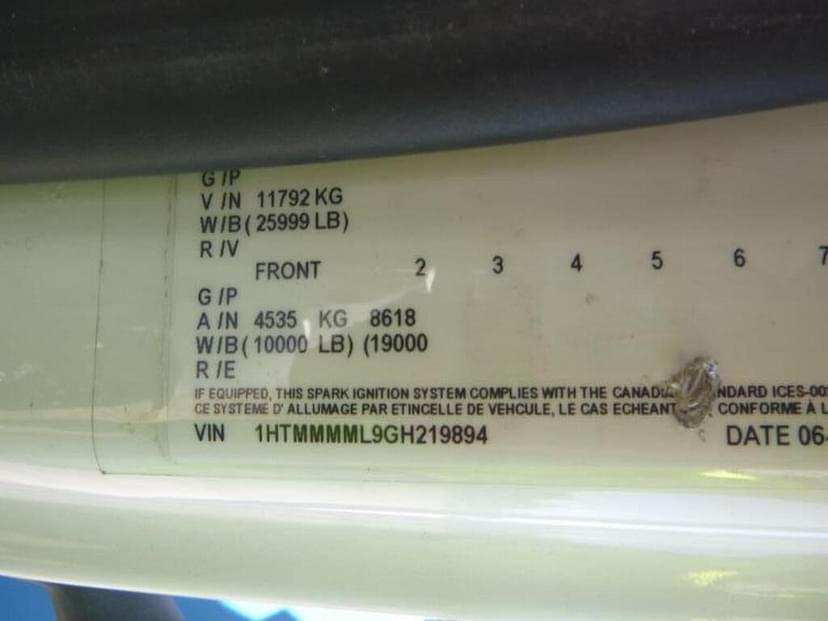 G/P
V/N 11792 KG
W/B(25999 LB)
R/V
FRONT 2 3 4 5 6 7
G/P
A/N 4535 KG 8618
W/B(10000 LB) (19000
R/E
IF EQUIPPED, THIS SPARK IGNITION SYSTEM COMPLIES WITH THE ICES-00
CE SYSTEME D'ALLUMAGE PAR ETINCELLE DE VEHCULE, LE CAS ECHEANT CONFORME À L
VIN 1HTMMMML9GH219894 DATE 06-